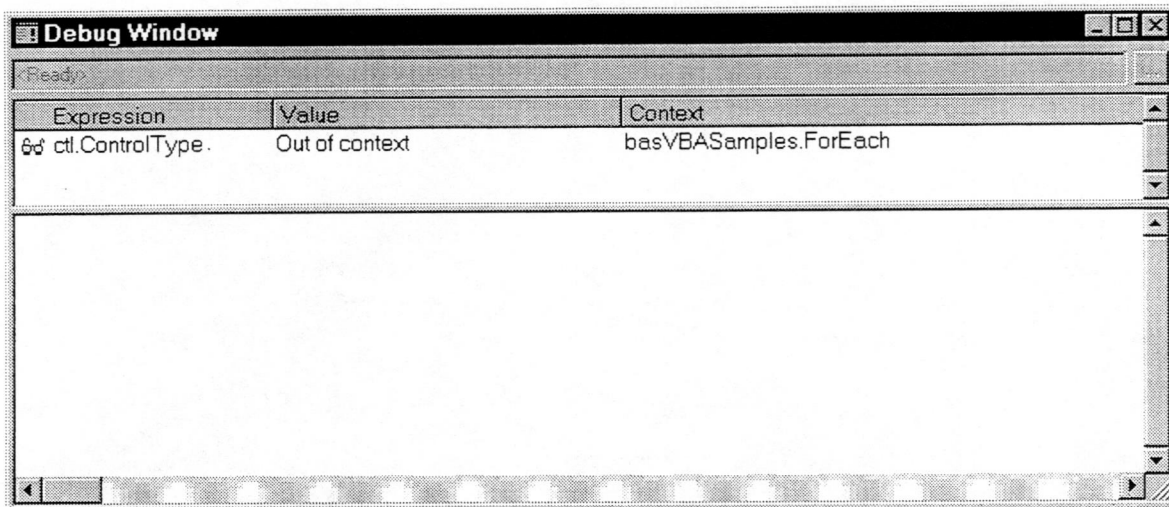 Debug Window
<Ready>
Expression Value Context
ctl.ControlType Out of context basVBASamples.ForEach